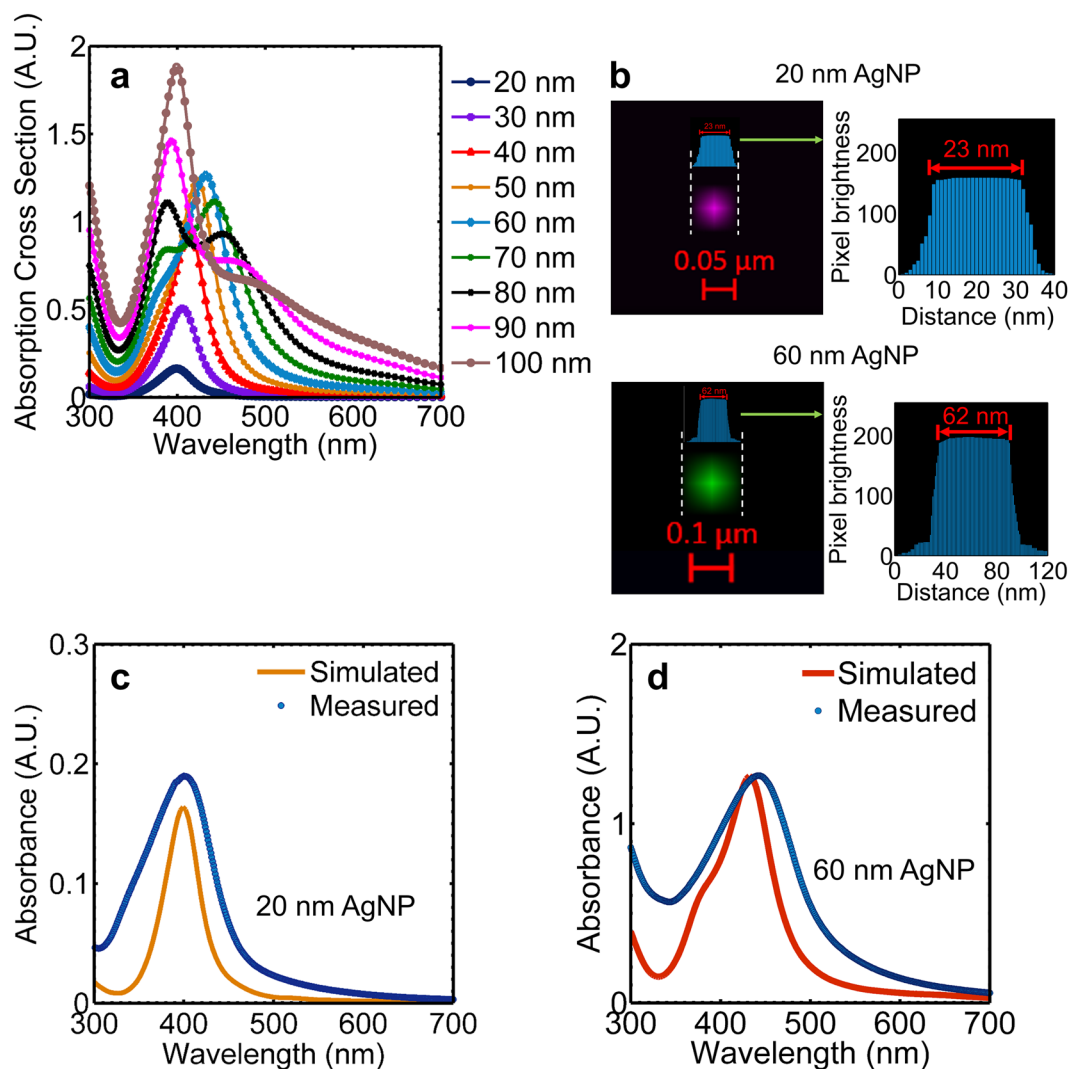 a
Absorption Cross Section (A.U.)
2
1.5
1
0.5
0
300 400 500 600 700
Wavelength (nm)
20 nm
30 nm
40 nm
50 nm
60 nm
70 nm
80 nm
90 nm
100 nm
b
20 nm AgNP
23 nm
0.05 µm
Pixel brightness
200
100
0
23 nm
0 10 20 30 40
Distance (nm)
60 nm AgNP
62 nm
0.1 µm
Pixel brightness
200
100
0
62 nm
0 40 80 120
Distance (nm)
c
Absorbance (A.U.)
0.3
0.2
0.1
0
Simulated
Measured
20 nm AgNP
300 400 500 600 700
Wavelength (nm)
d
Absorbance (A.U.)
2
1
0
Simulated
Measured
60 nm AgNP
300 400 500 600 700
Wavelength (nm)